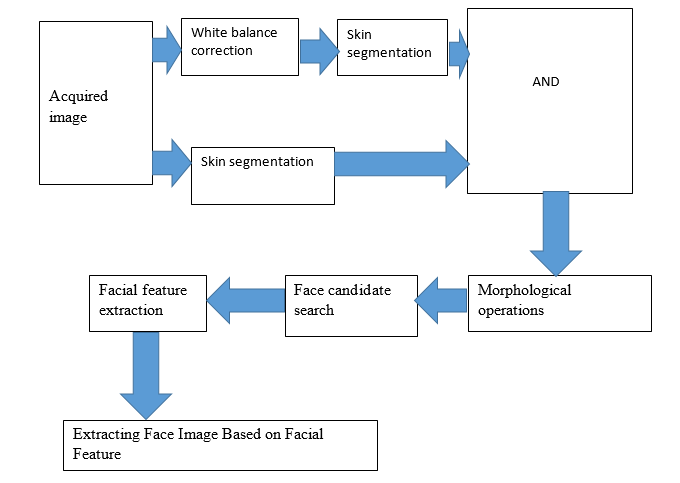 Acquired
image
White balance
correction
Skin
segmentation
AND
Skin segmentation
Morphological
operations
Face candidate
search
Facial feature
extraction
Extracting Face Image Based on Facial
Feature